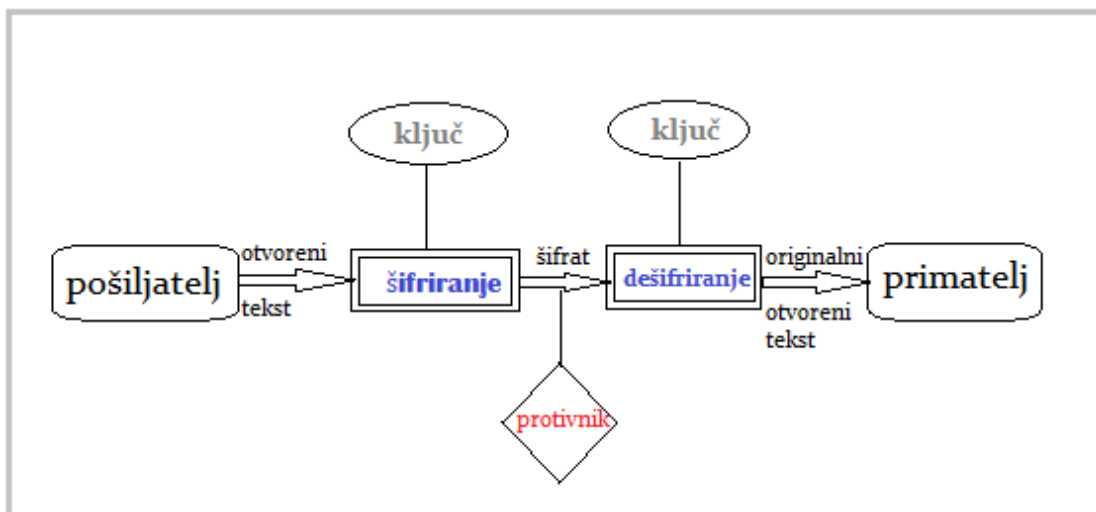 ključ
ključ
pošiljatelj
otvoreni
tekst
šifriranje
šifrat
dešifriranje
originalni
otvoreni
tekst
primatelj
protivnik